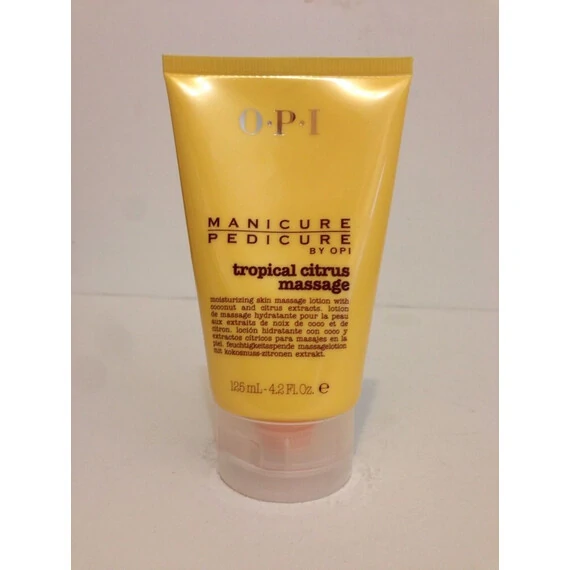 O•P•I
MANICURE
PEDICURE
BY OPI
tropical citrus
massage
moisturizing skin massage lotion with
coconut and citrus extracts. lotion
de massage hydratante pour la peau
aux extraits de noix de coco et de
citron. loción hidratante con coco y
extractos cítricos para masajes en la
piel. feuchtigkeitsspende massagelotion
mit kokosnuss-zitronen extrakt.
125 mL - 4.2 Fl. Oz. ℮